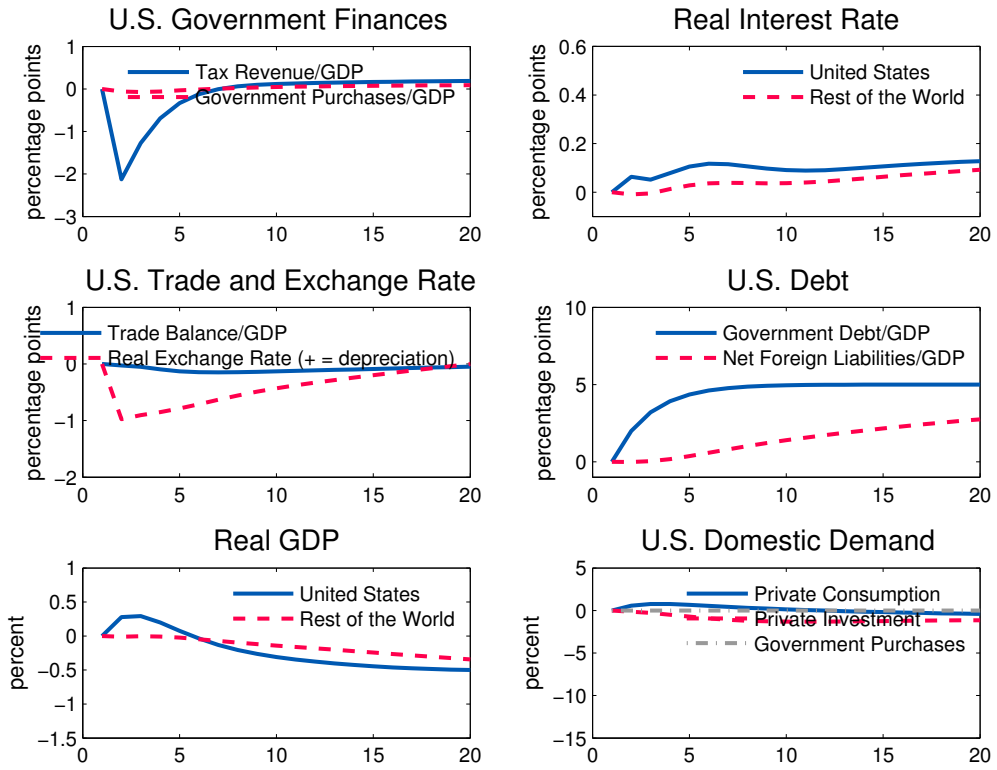 U.S. Government Finances
percentage points
1
0
−1
−2
−3
Tax Revenue/GDP
Government Purchases/GDP
0 5 10 15 20
Real Interest Rate
percentage points
0.6
0.4
0.2
0
United States
Rest of the World
0 5 10 15 20
U.S. Trade and Exchange Rate
percentage points
1
0
−1
−2
Trade Balance/GDP
Real Exchange Rate (+ = depreciation)
0 5 10 15 20
U.S. Debt
percentage points
10
5
0
Government Debt/GDP
Net Foreign Liabilities/GDP
0 5 10 15 20
Real GDP
percent
1
0.5
0
−0.5
−1
−1.5
United States
Rest of the World
0 5 10 15 20
U.S. Domestic Demand
percent
5
0
−5
−10
−15
Private Consumption
Private Investment
Government Purchases
0 5 10 15 20